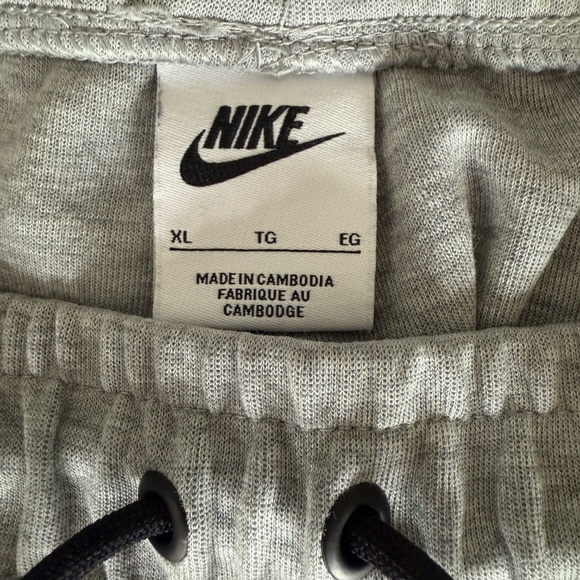 NIKE
XL TG EG
MADE IN CAMBODIA
FABRIQUE AU
CAMBODGE